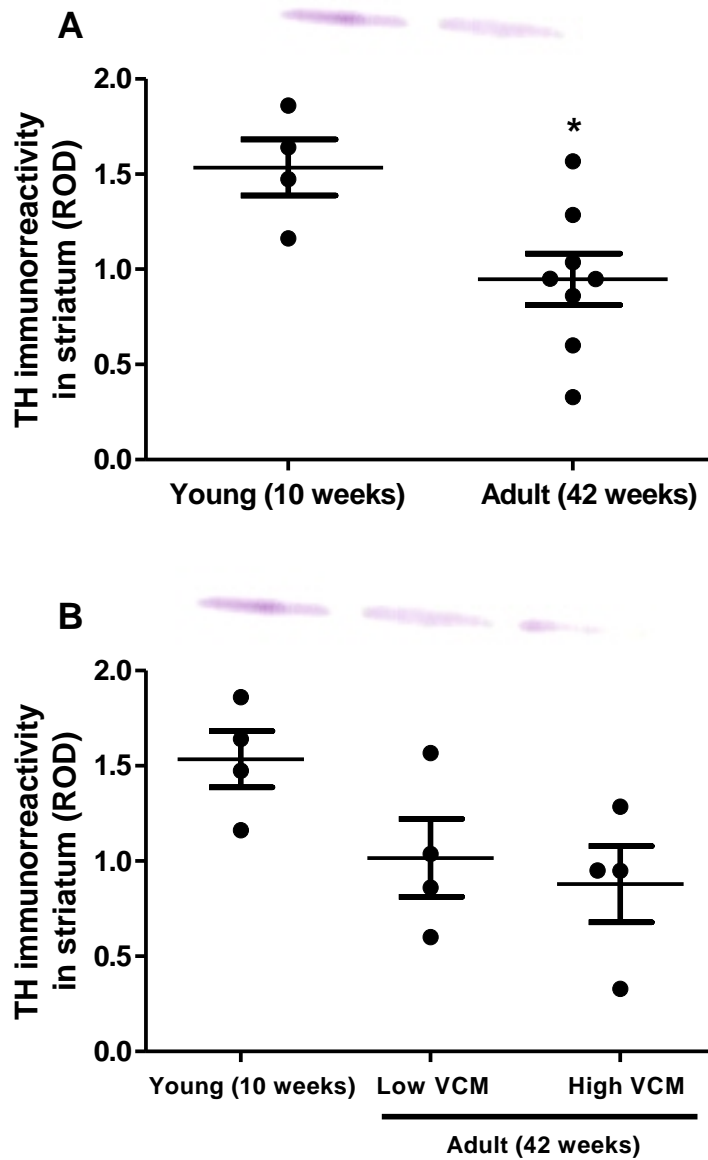 A
TH immunorreactivity
in striatum (ROD)
2.0
*
1.5
1.0
0.5
0.0
Young (10 weeks) Adult (42 weeks)
B
TH immunorreactivity
in striatum (ROD)
2.0
1.5
1.0
0.5
0.0
Young (10 weeks) Low VCM High VCM
Adult (42 weeks)